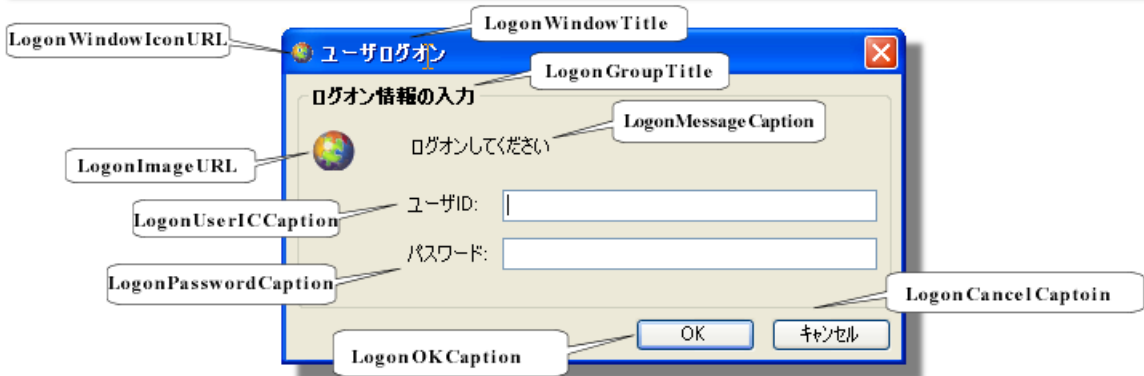 LogonWindowTitle
LogonWindowIconURL
ユーザログオン
LogonGroupTitle
ログオン情報の入力
LogonMessageCaption
ログオンしてください
LogonImageURL
ユーザID:
LogonUserICCaption
パスワード:
LogonPasswordCaption
LogonCancelCaptoin
OK
キャンセル
LogonOKCaption